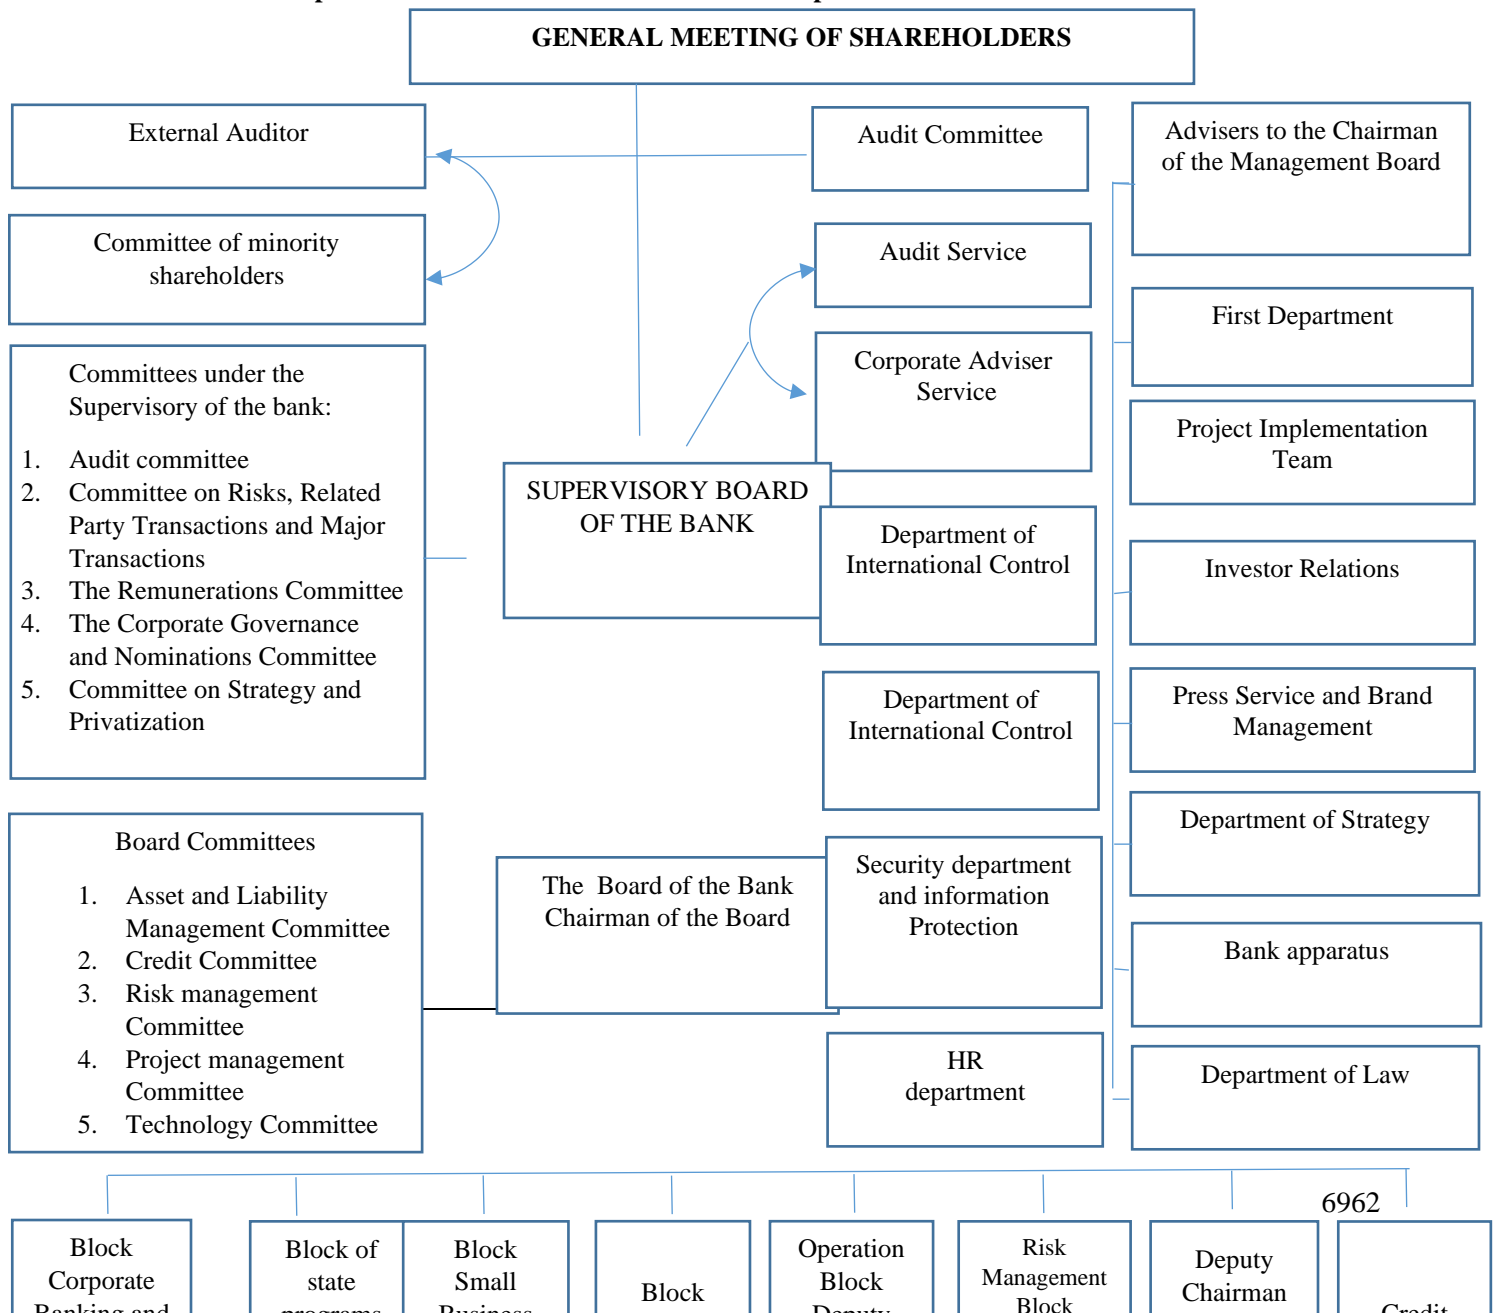 GENERAL MEETING OF SHAREHOLDERS
External Auditor
Audit Committee
Advisers to the Chairman
of the Management Board
Committee of minority
shareholders
Audit Service
First Department
Corporate Adviser
Service
Committees under the
Supervisory of the bank:
1. Audit committee
2. Committee on Risks, Related
Party Transactions and Major
Transactions
3. The Remunerations Committee
4. The Corporate Governance
and Nominations Committee
5. Committee on Strategy and
Privatization
Project Implementation
Team
SUPERVISORY BOARD
OF THE BANK
Department of
International Control
Investor Relations
Department of
International Control
Press Service and Brand
Management
Department of Strategy
Board Committees
1. Asset and Liability
Management Committee
2. Credit Committee
3. Risk management
Committee
4. Project management
Committee
5. Technology Committee
The Board of the Bank
Chairman of the Board
Security department
and information
Protection
Bank apparatus
HR
department
Department of Law
6962
Block
Corporate
Banking and
Block of
state
programs
Block
Small
Business
Block
Operation
Block
Deputy
Risk
Management
Block
Deputy
Chairman
Credit